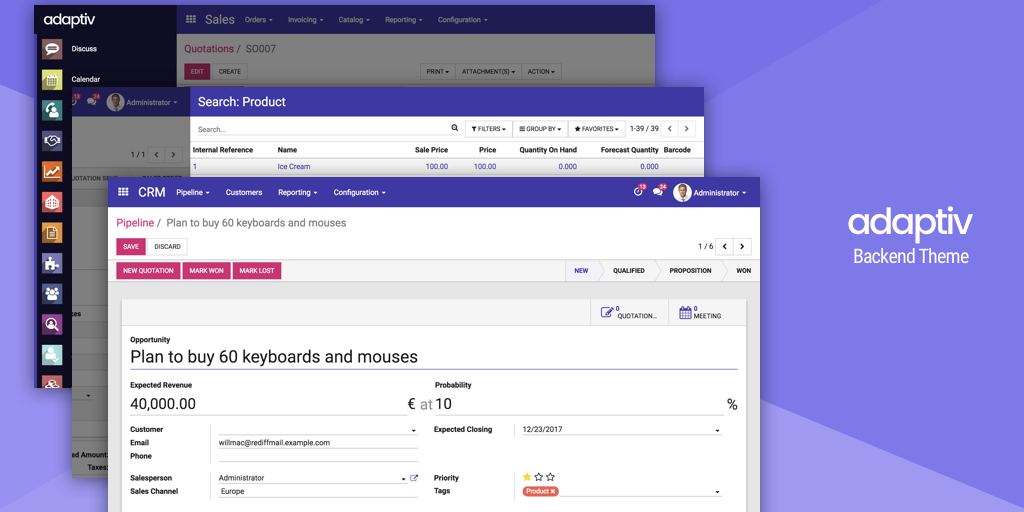 adaptiv
Sales Orders Invoicing Catalog Reporting Configuration
Discuss
Quotations / SO007
EDIT CREATE PRINT ATTACHMENT(S) ACTION
Calendar
13 24 Administrator
Search: Product
Search...
FILTERS GROUP BY FAVORITES 1-39 / 39
1 / 1
Internal Reference Name Sale Price Price Quantity On Hand Forecast Quantity Barcode
1 Ice Cream 100.00 100.00 0.000 0.000
CRM Pipeline Customers Reporting Configuration 13 24 Administrator
Pipeline / Plan to buy 60 keyboards and mouses
SAVE DISCARD 1 / 6
NEW QUOTATION MARK WON MARK LOST NEW QUALIFIED PROPOSITION WON
0 QUOTATION...
0 MEETING
Opportunity
Plan to buy 60 keyboards and mouses
Expected Revenue Probability
40,000.00 € at 10 %
Customer Expected Closing 12/23/2017
Email willmac@rediffmail.example.com
Phone
Salesperson Administrator Priority
Sales Channel Europe Tags Product ×
ed Amount:
Taxes:
adaptiv
Backend Theme